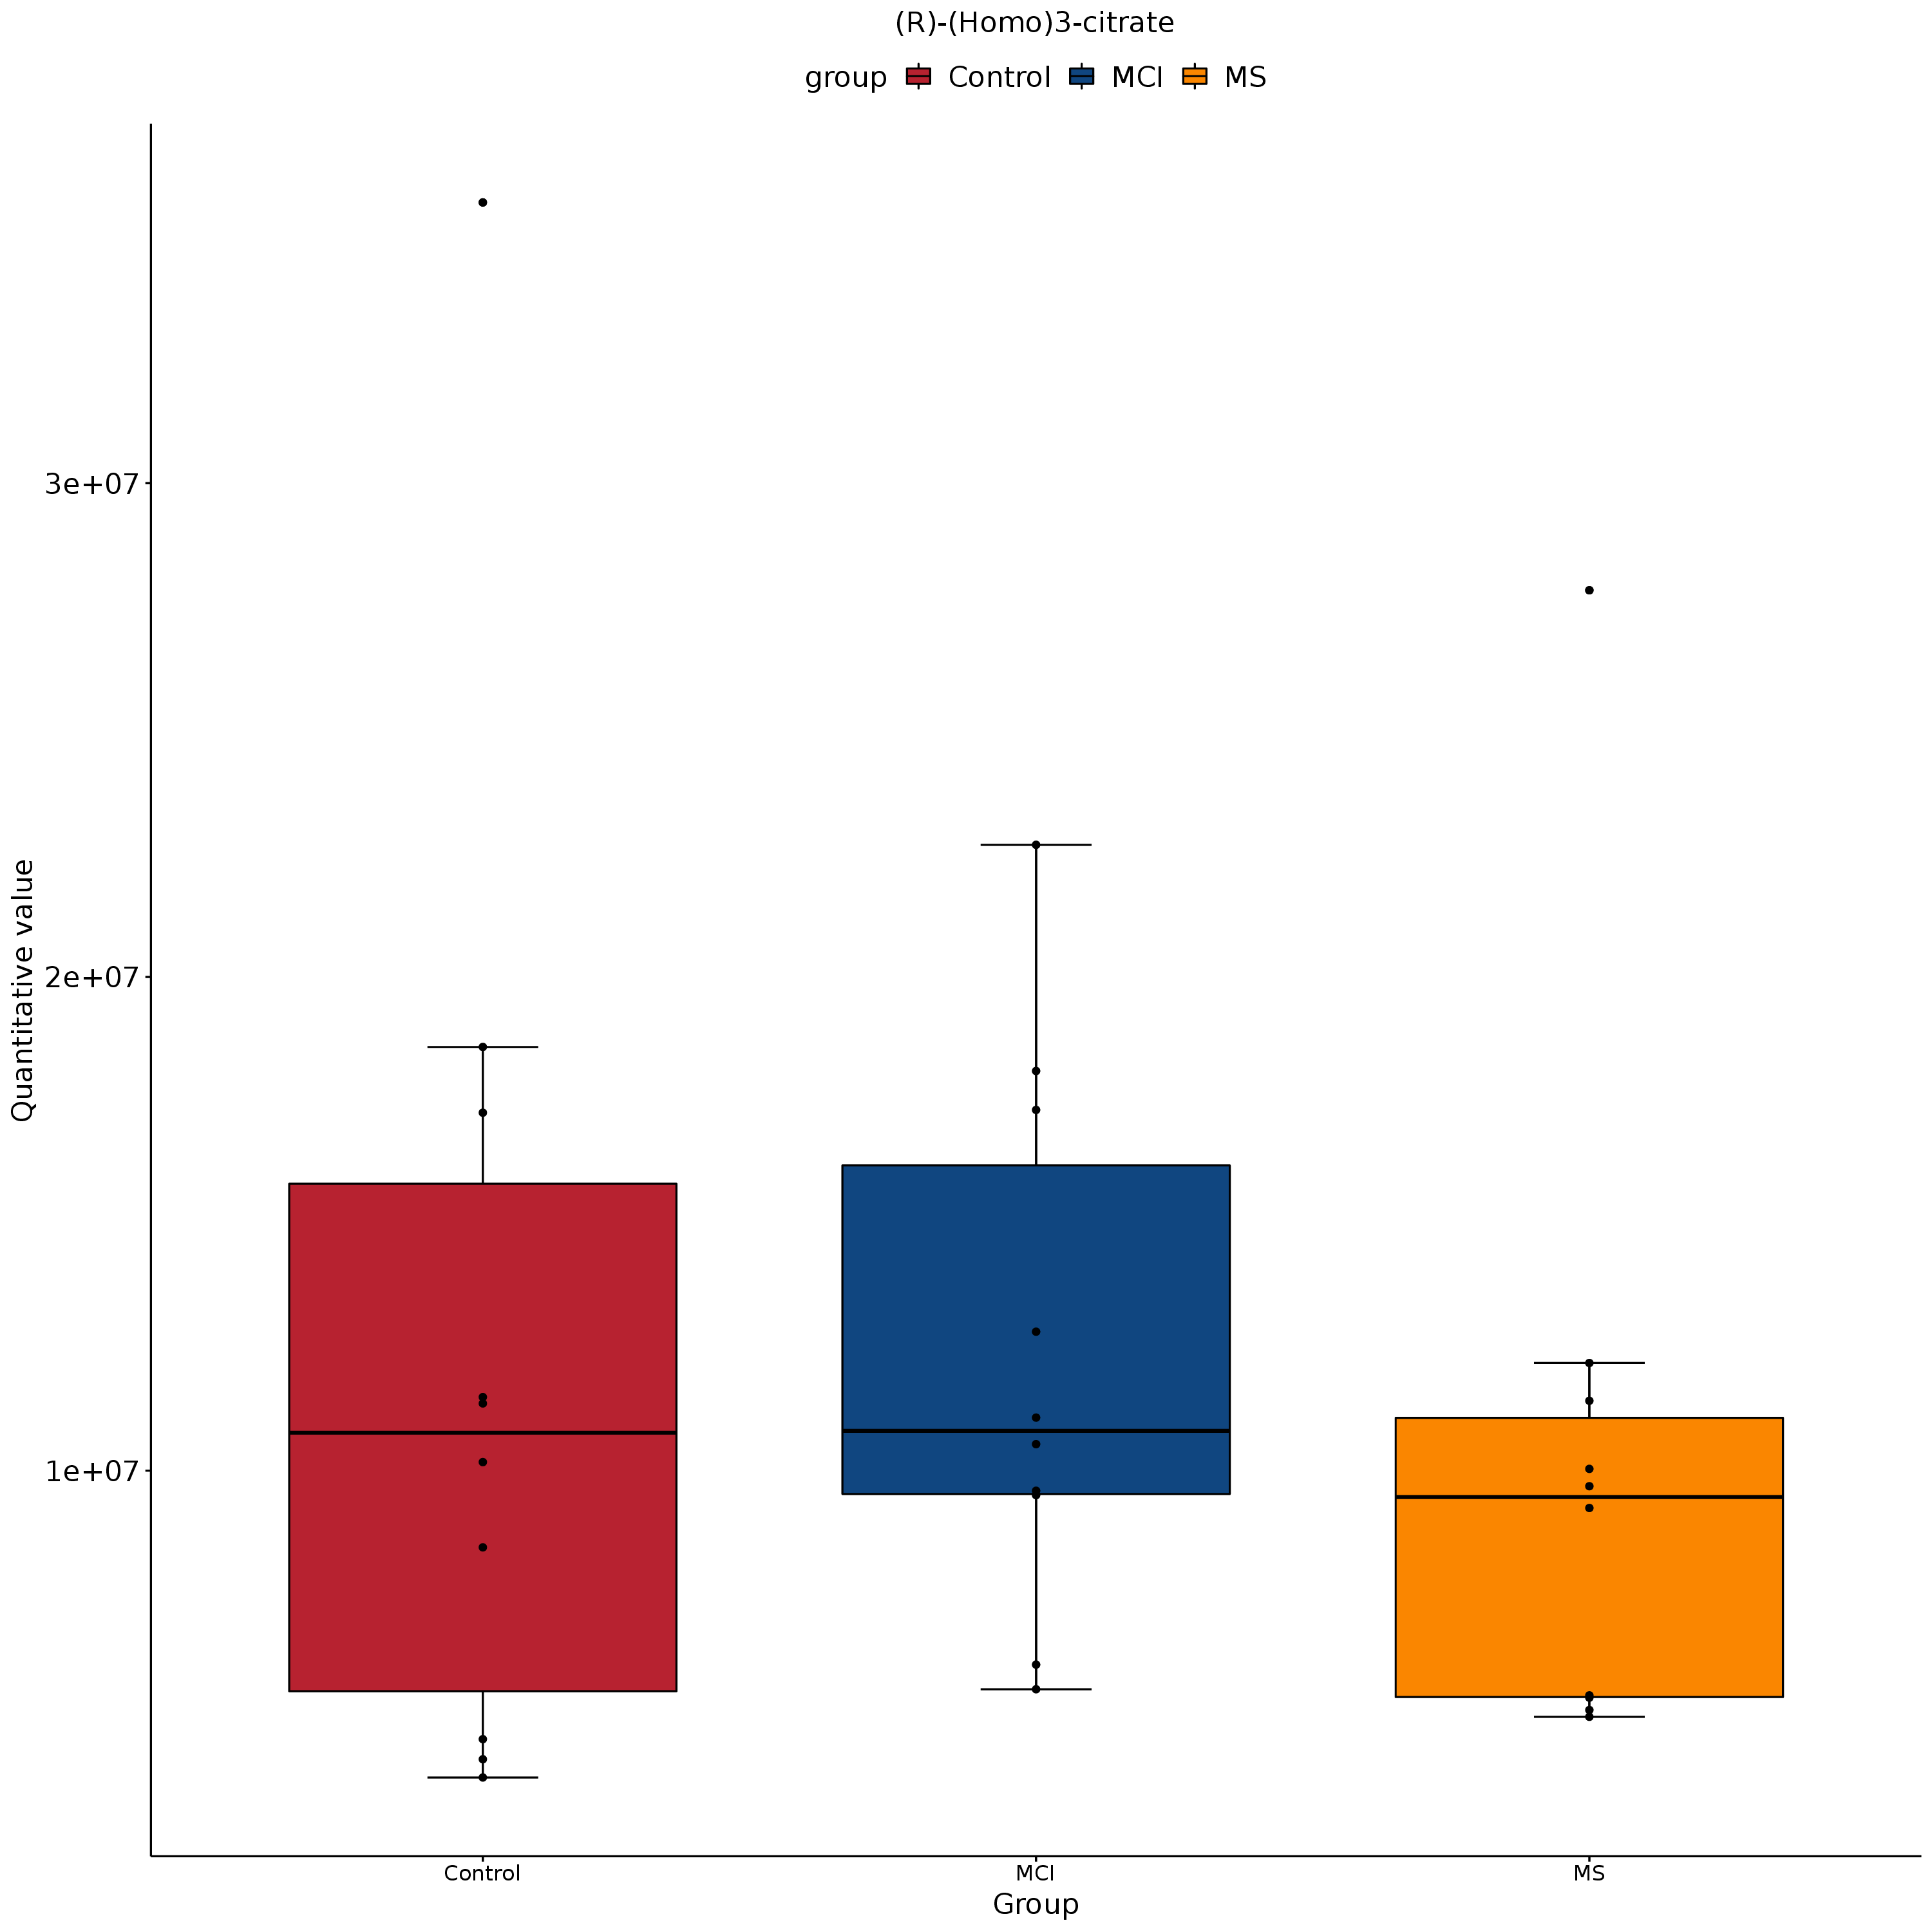 (R)-(Homo)3-citrate
group Control MCI MS
Quantitative value
3e+07
2e+07
1e+07
Control MCI MS
Group